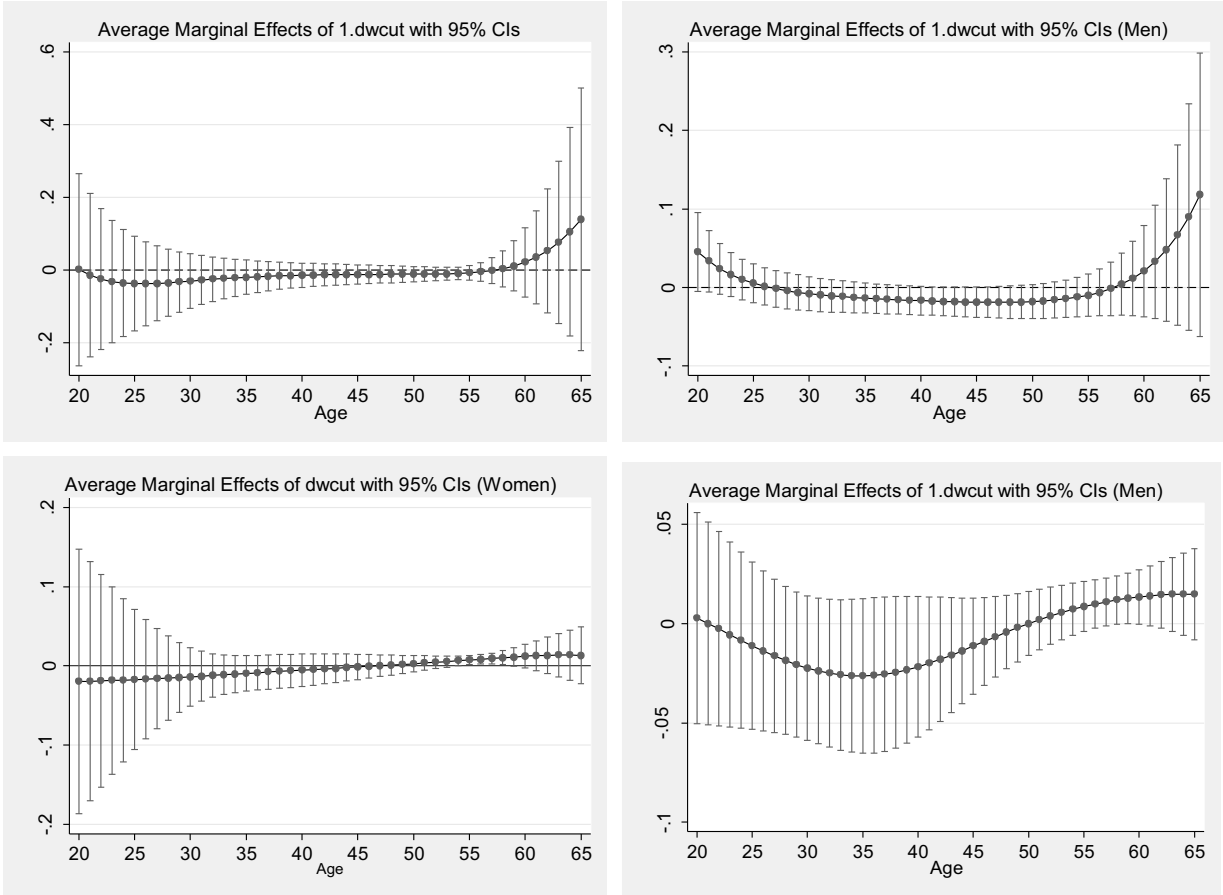 Average Marginal Effects of 1.dwcut with 95% CIs
.6
.4
.2
0
-.2
20 25 30 35 40 45 50 55 60 65
Age
Average Marginal Effects of 1.dwcut with 95% CIs (Men)
.3
.2
.1
0
-.1
20 25 30 35 40 45 50 55 60 65
Age
Average Marginal Effects of dwcut with 95% CIs (Women)
.2
.1
0
-.1
-.2
20 25 30 35 40 45 50 55 60 65
Age
Average Marginal Effects of 1.dwcut with 95% CIs (Men)
.05
0
-.05
-.1
20 25 30 35 40 45 50 55 60 65
Age